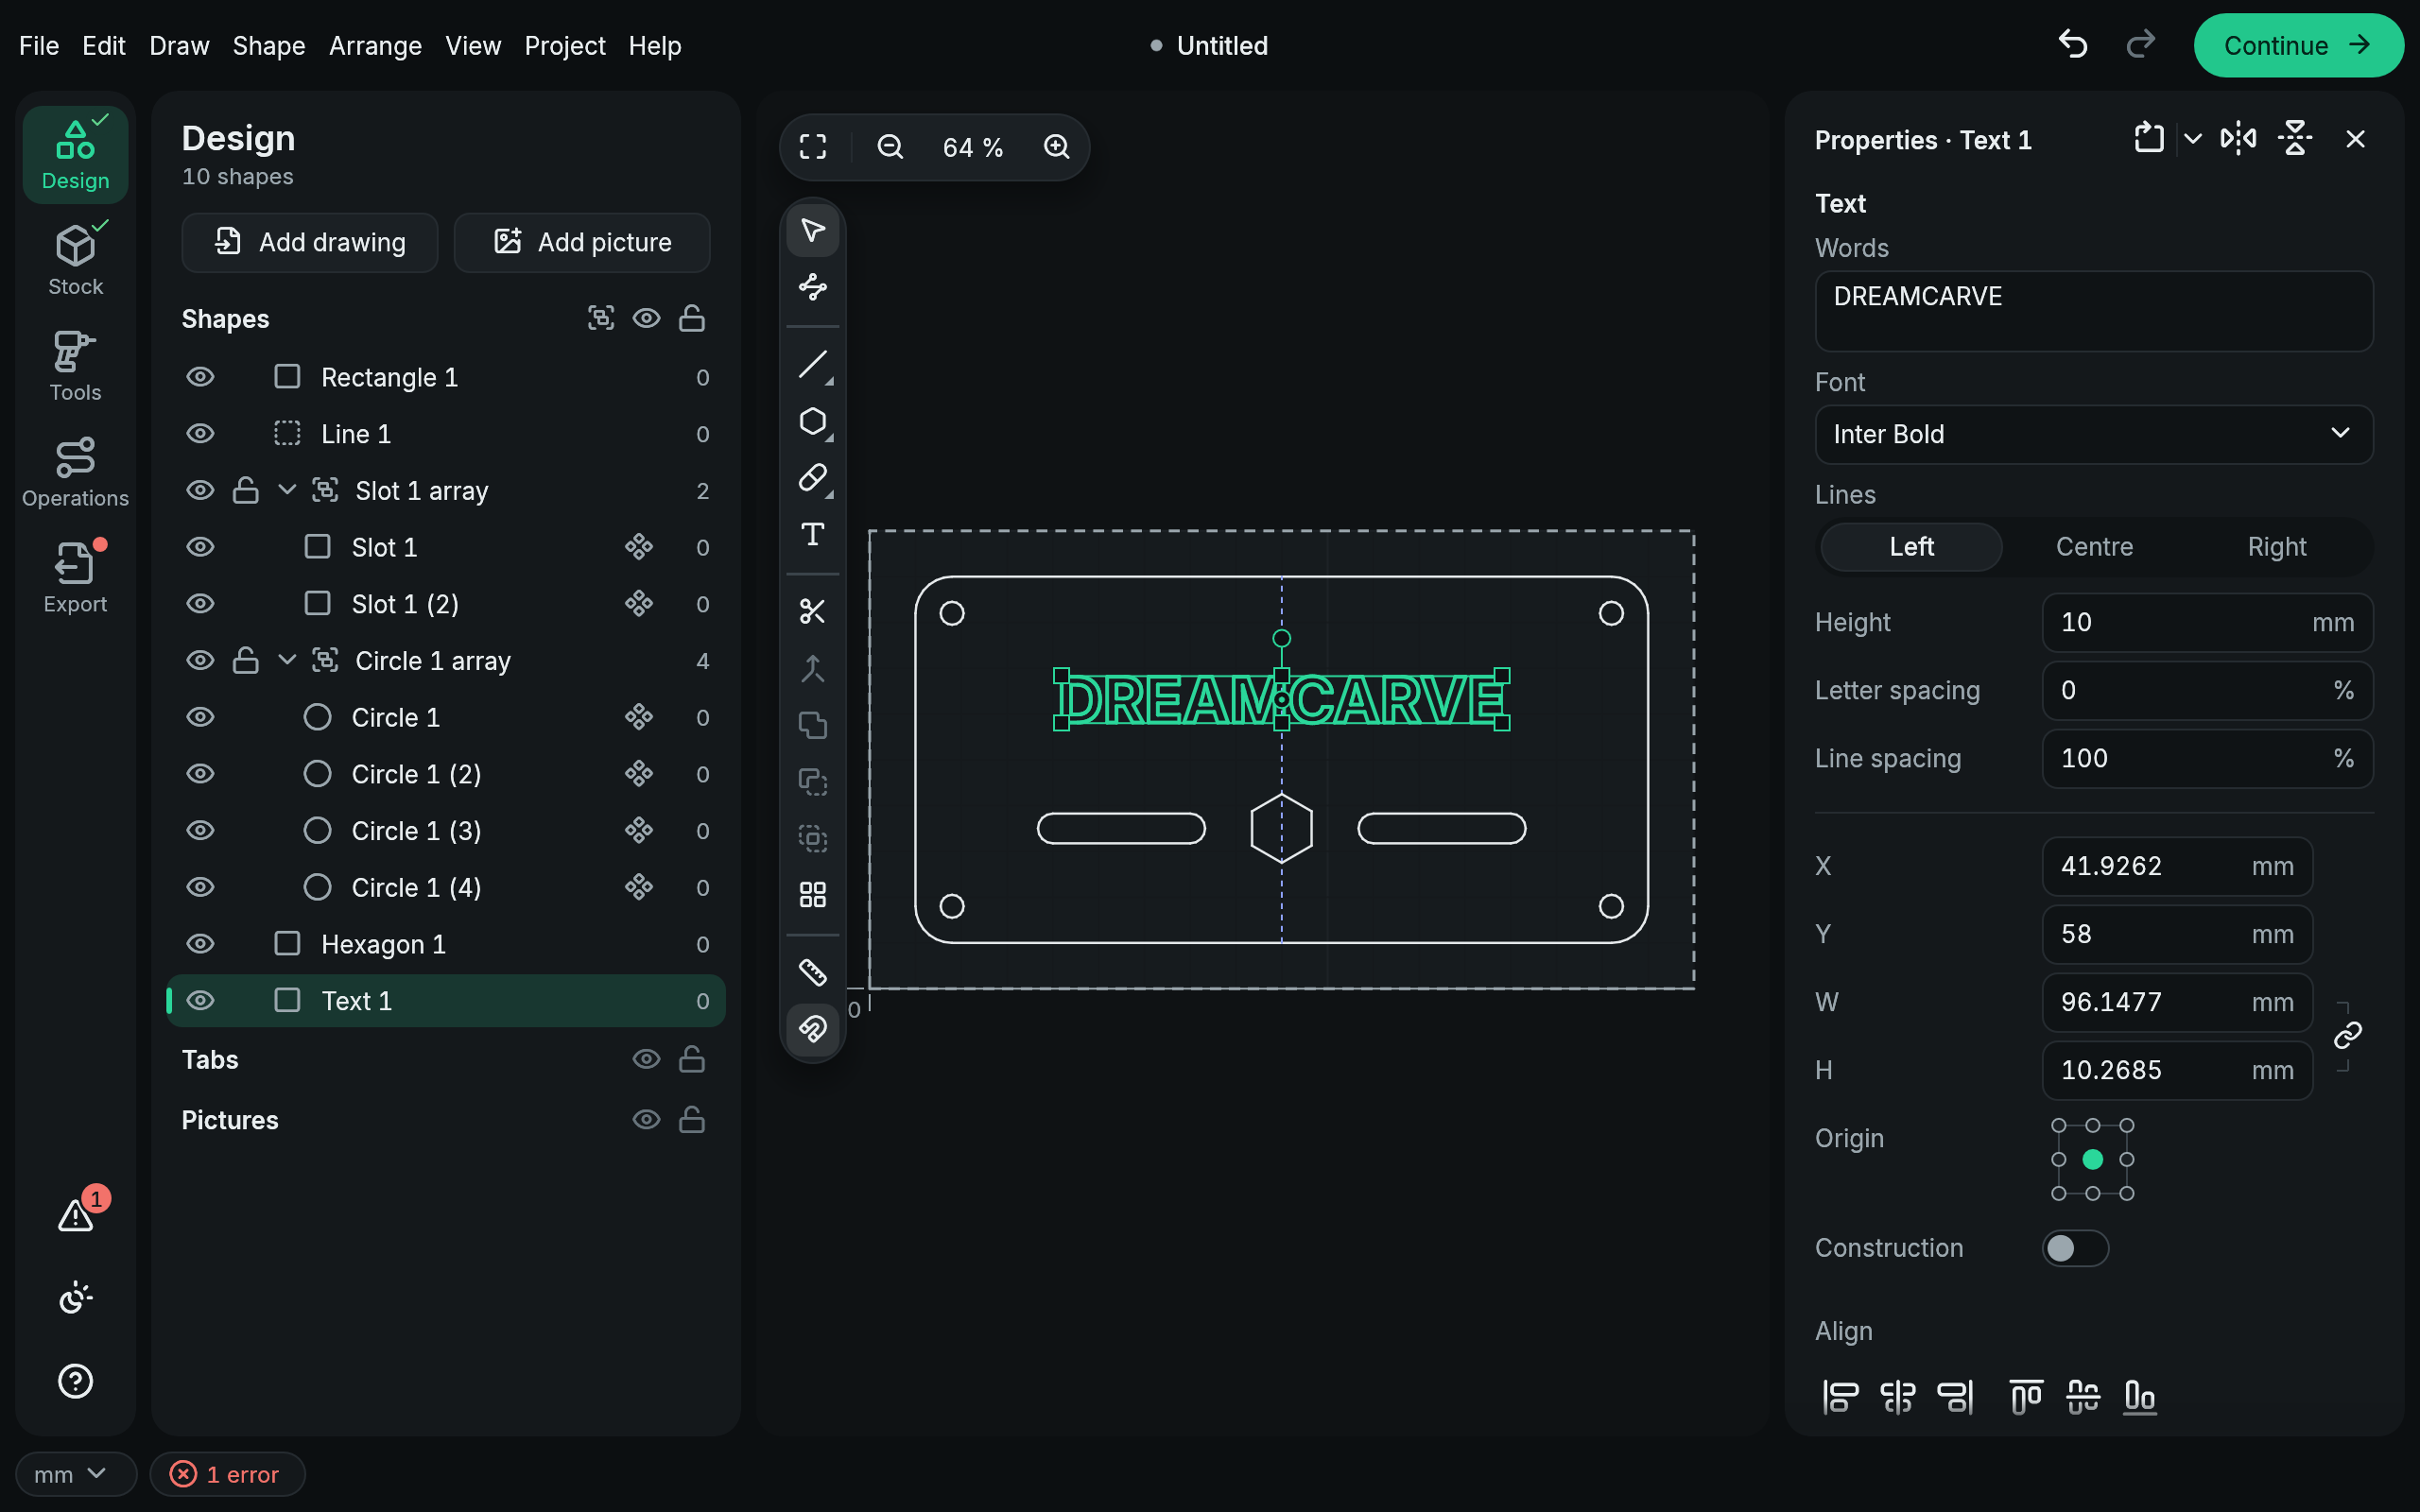 File Edit Draw Shape Arrange View Project Help
Untitled
Continue
Design
Stock
Tools
Operations
Export
1
Design
10 shapes
Add drawing
Add picture
Shapes
Rectangle 1 0
Line 1 0
Slot 1 array 2
Slot 1 0
Slot 1 (2) 0
Circle 1 array 4
Circle 1 0
Circle 1 (2) 0
Circle 1 (3) 0
Circle 1 (4) 0
Hexagon 1 0
Text 1 0
Tabs
Pictures
64 %
DREAMCARVE
0
Properties · Text 1
Text
Words
DREAMCARVE
Font
Inter Bold
Lines
Left Centre Right
Height 10 mm
Letter spacing 0 %
Line spacing 100 %
X 41.9262 mm
Y 58 mm
W 96.1477 mm
H 10.2685 mm
Origin
Construction
Align
mm
1 error